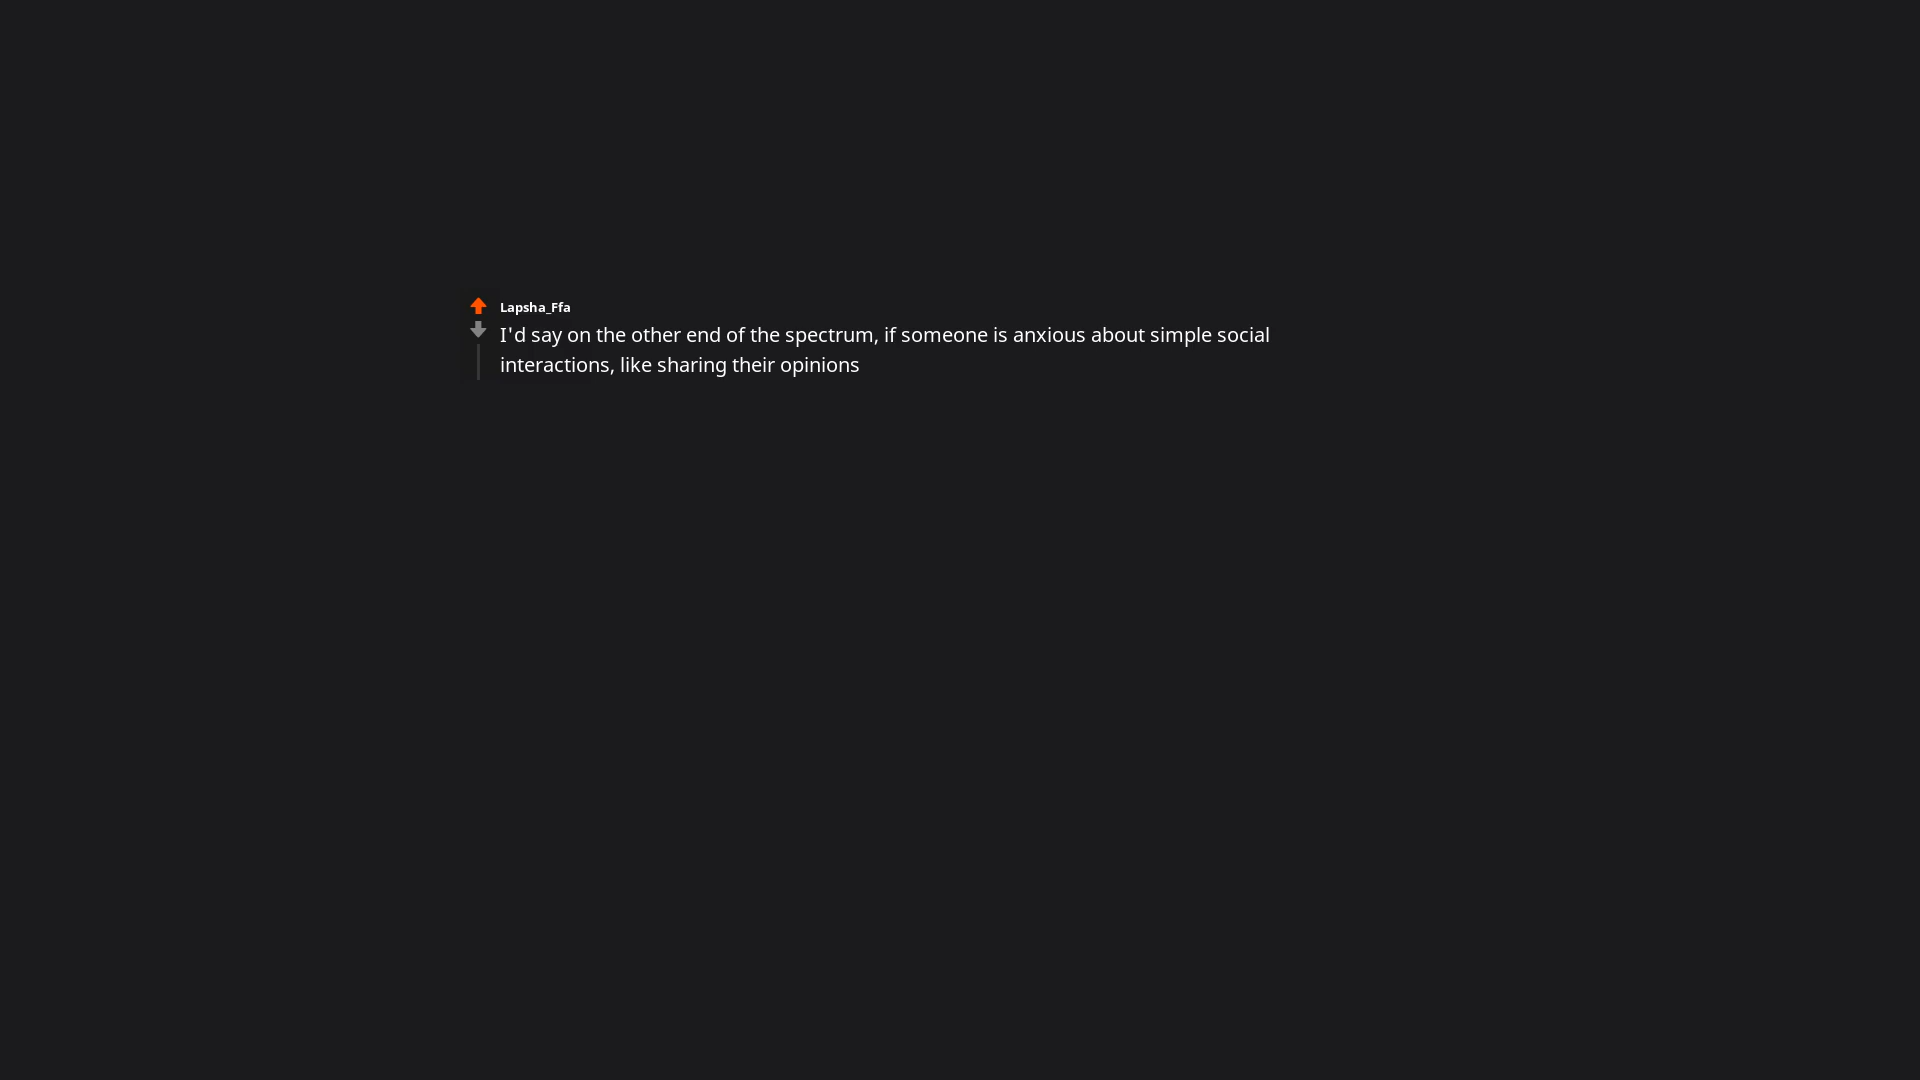 Lapsha_Ffa
I'd say on the other end of the spectrum, if someone is anxious about simple social
interactions, like sharing their opinions